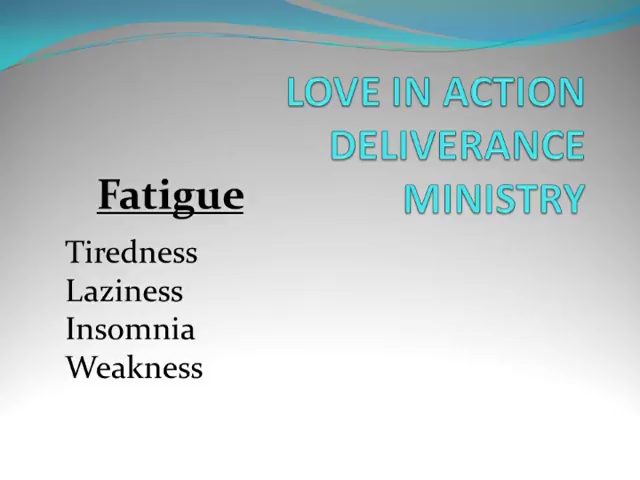 LOVE IN ACTION
DELIVERANCE
MINISTRY
Fatigue
Tiredness
Laziness
Insomnia
Weakness